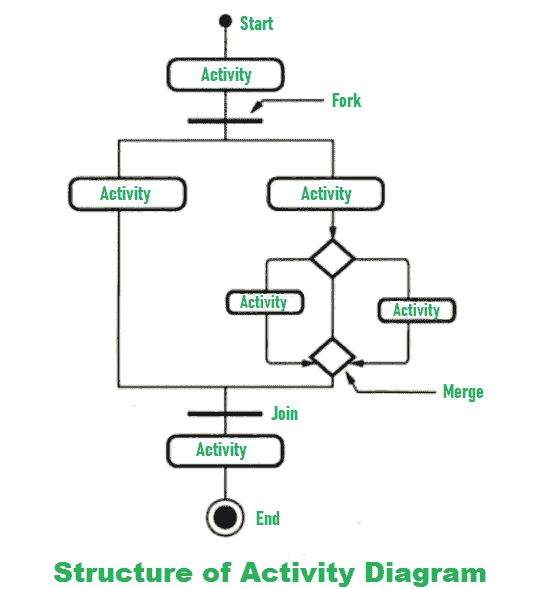 Start
Activity
Fork
Activity
Activity
Activity
Activity
Merge
Join
Activity
End
Structure of Activity Diagram